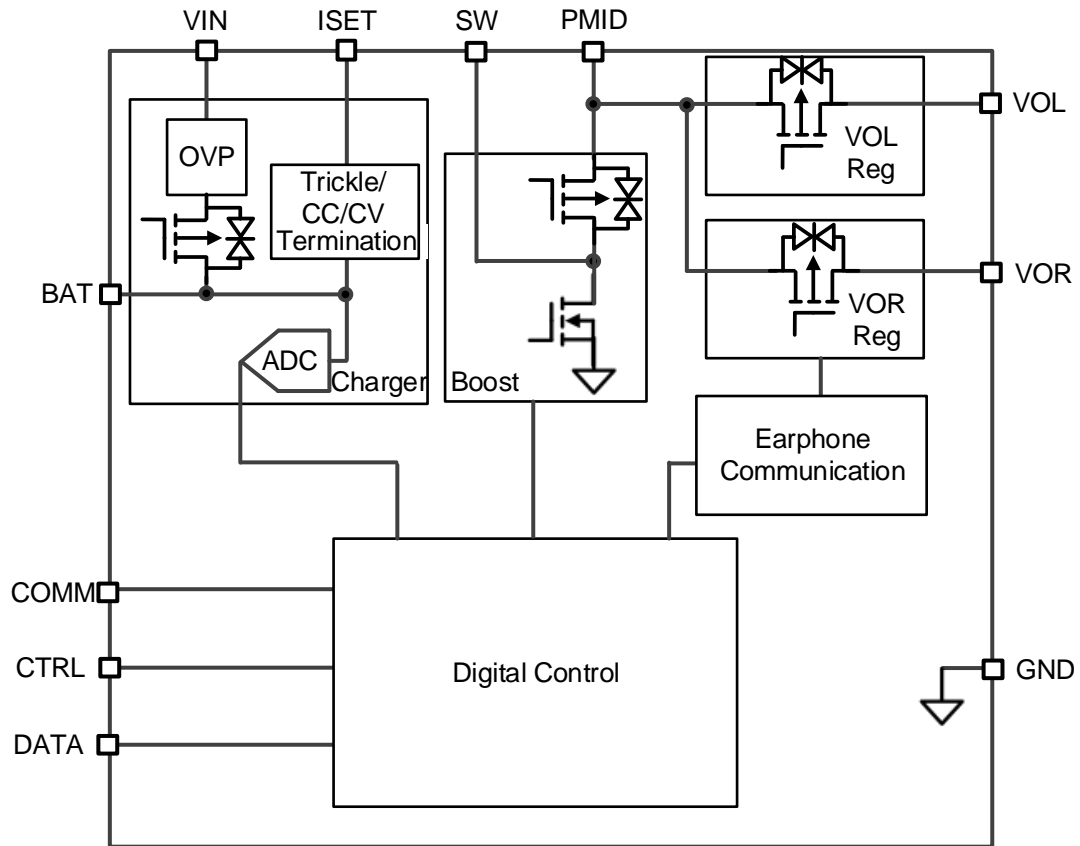 VIN
ISET
SW
PMID
OVP
Trickle/
CC/CV
Termination
VOL
Reg
VOL
VOR
Reg
VOR
BAT
ADC
Charger
Boost
Earphone
Communication
COMM
CTRL
DATA
Digital Control
GND